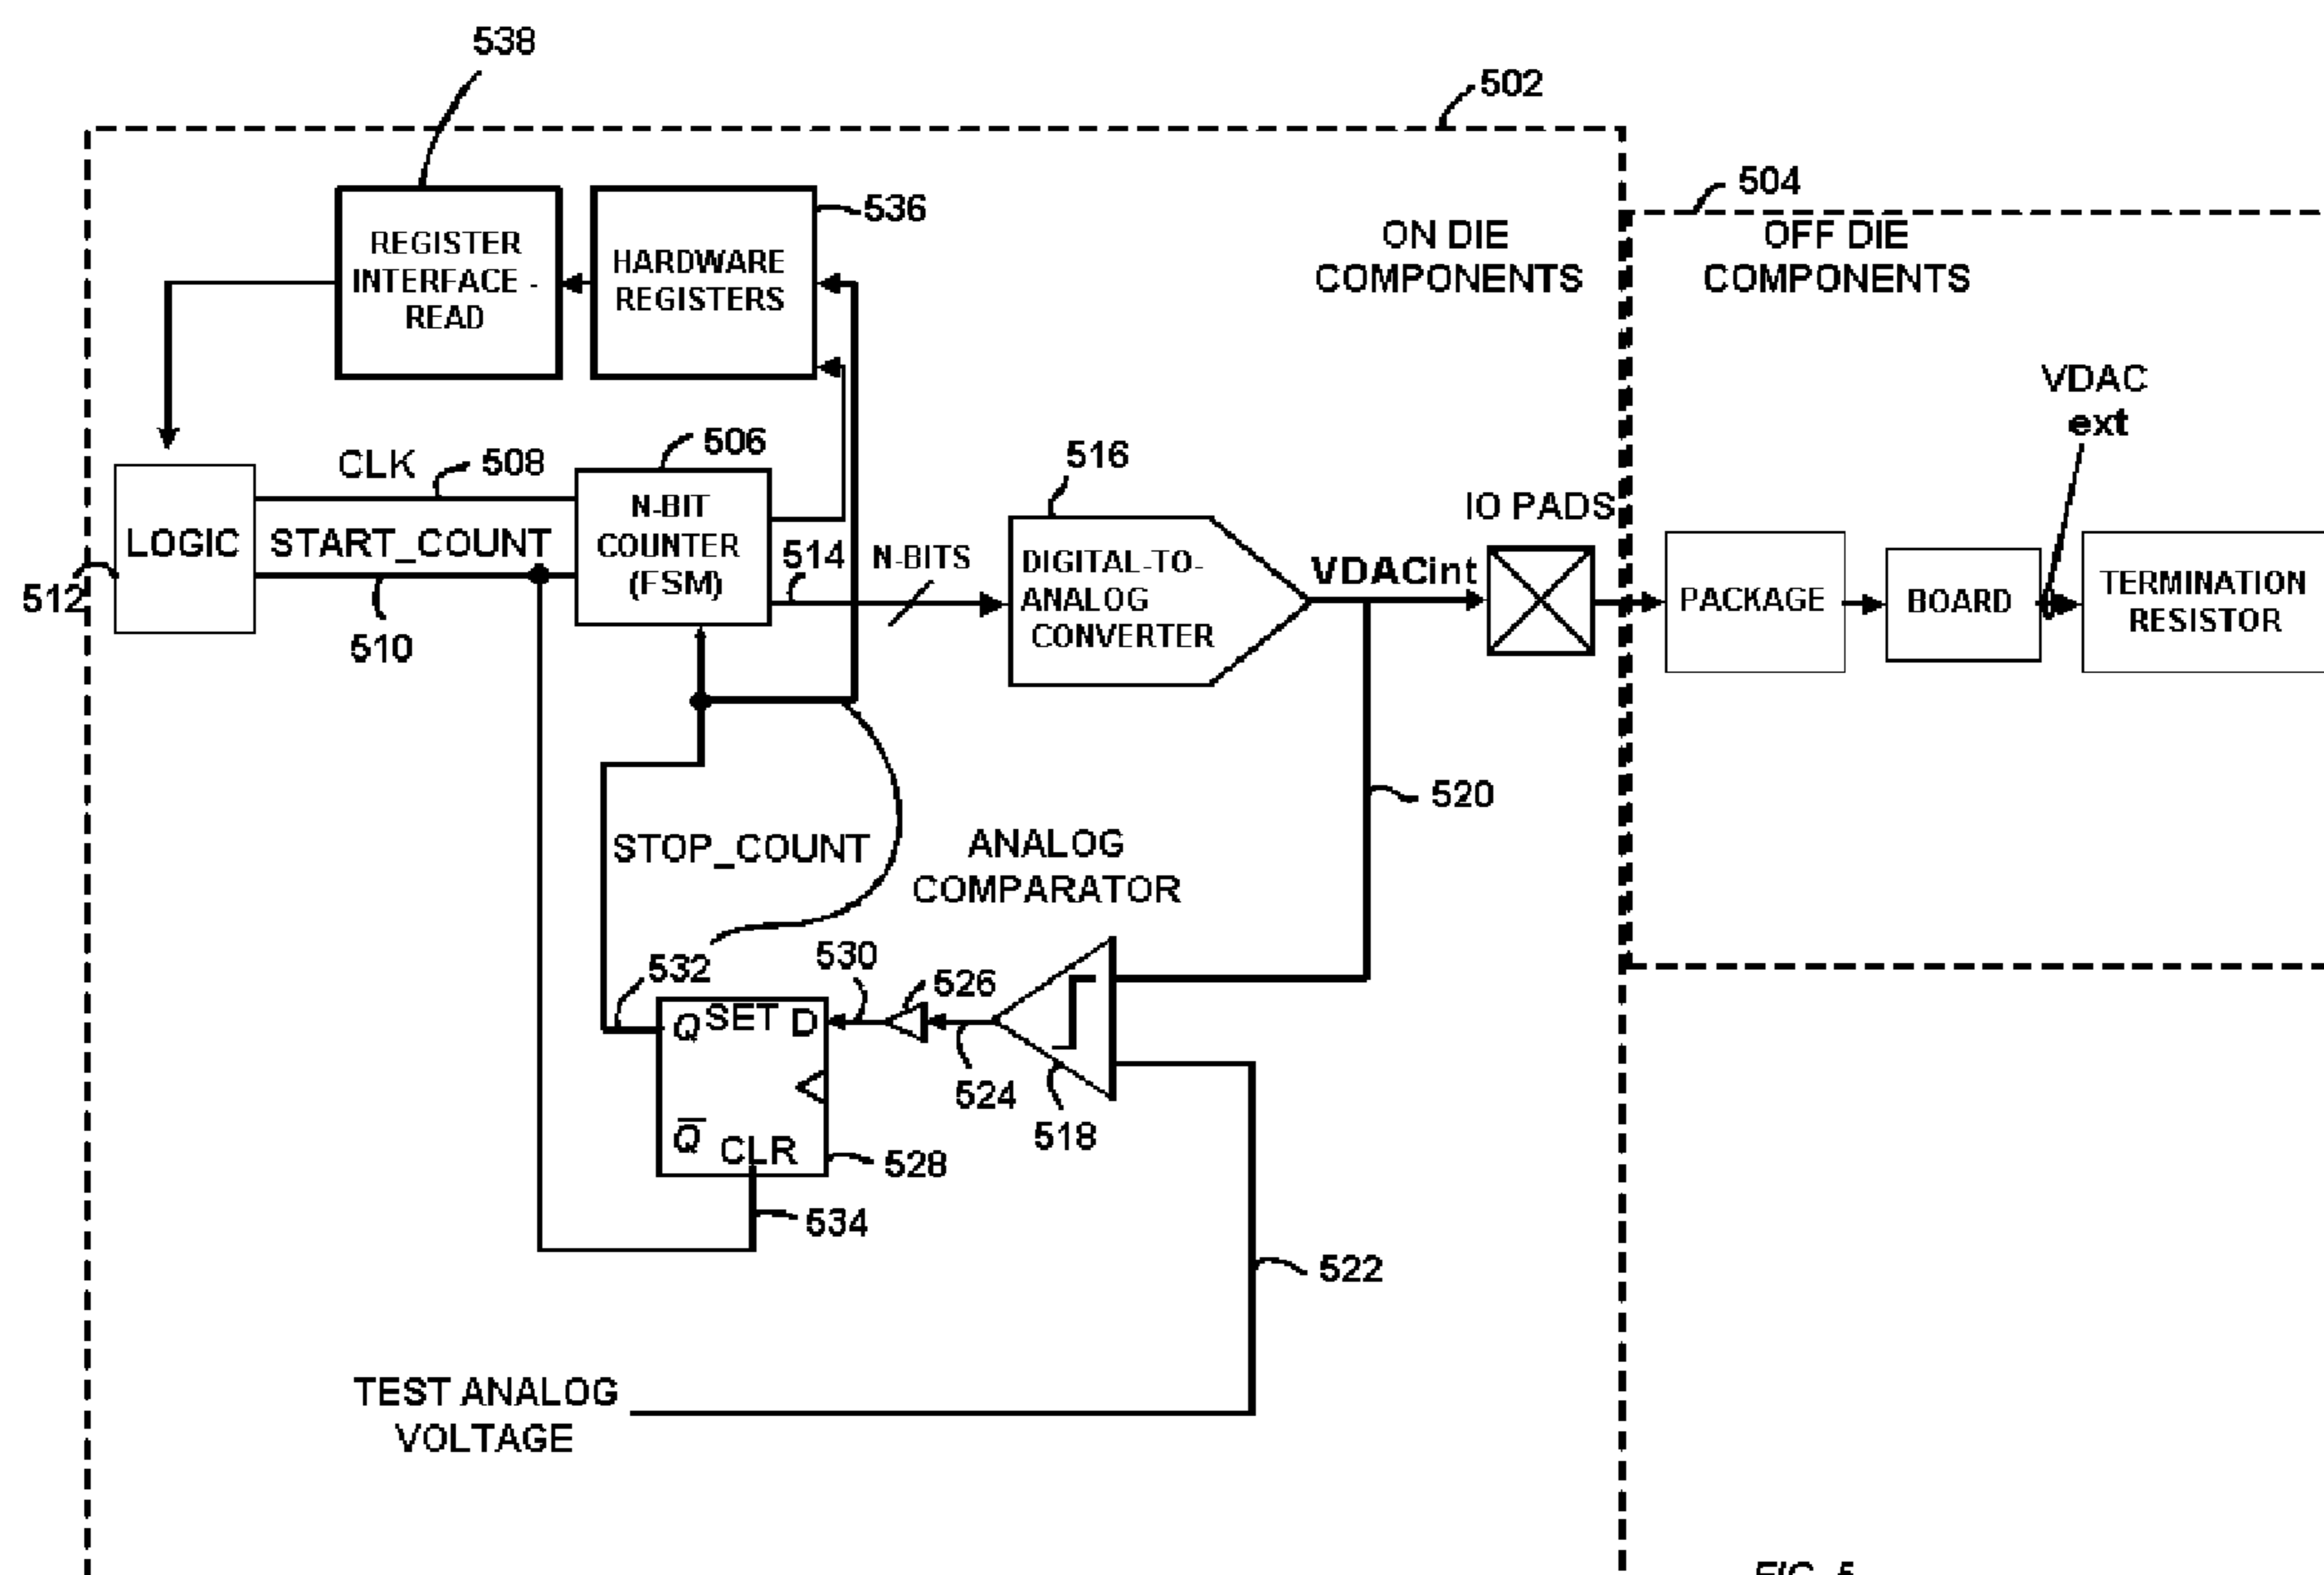 538
502
504
536
REGISTER
INTERFACE -
READ
HARDWARE
REGISTERS
ON DIE
COMPONENTS
OFF DIE
COMPONENTS
VDAC
ext
CLK
508
506
516
IO PADS
LOGIC
START_COUNT
N-BIT
COUNTER
(FSM)
514
N-BITS
DIGITAL-TO-
ANALOG
CONVERTER
VDACint
PACKAGE
BOARD
TERMINATION
RESISTOR
512
510
520
STOP_COUNT
ANALOG
COMPARATOR
532
530
526
Q SET D
524
518
Q CLR
528
534
522
TEST ANALOG
VOLTAGE